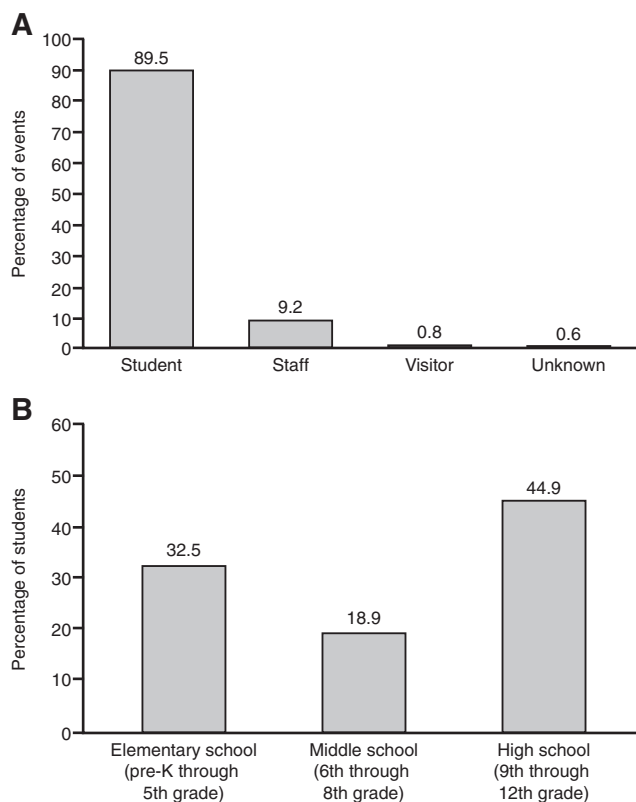 A
Percentage of events
100
90
80
70
60
50
40
30
20
10
0
89.5
9.2
0.8
0.6
Student
Staff
Visitor
Unknown
B
Percentage of students
60
50
40
30
20
10
0
32.5
18.9
44.9
Elementary school
(pre-K through
5th grade)
Middle school
(6th through
8th grade)
High school
(9th through
12th grade)